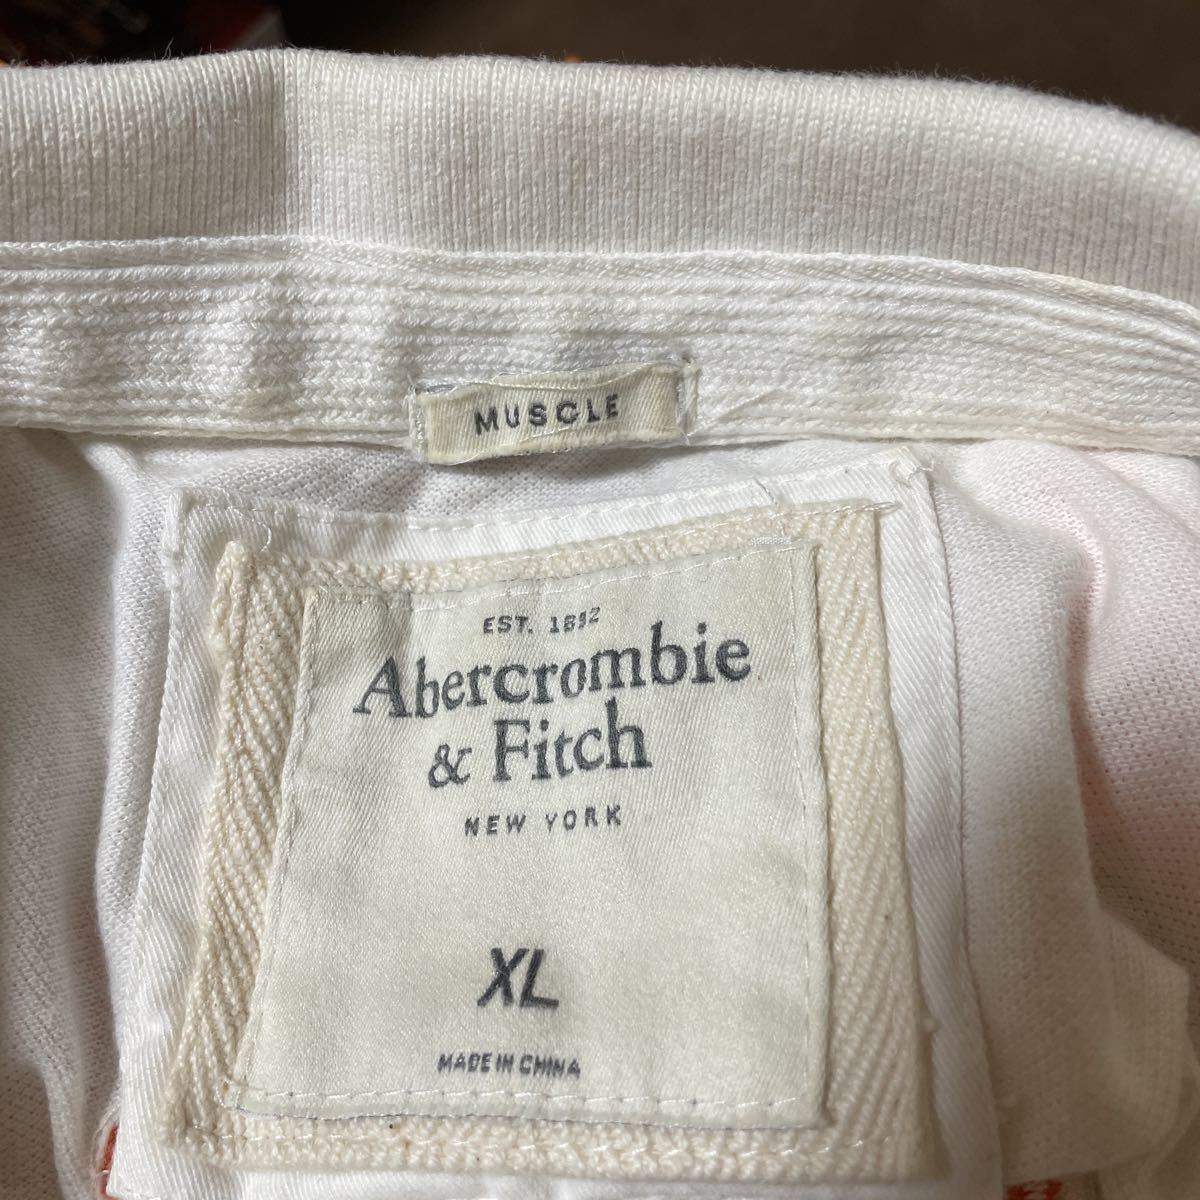 MUSCLE
EST. 1892
Abercrombie
& Fitch
NEW YORK
XL
MADE IN CHINA